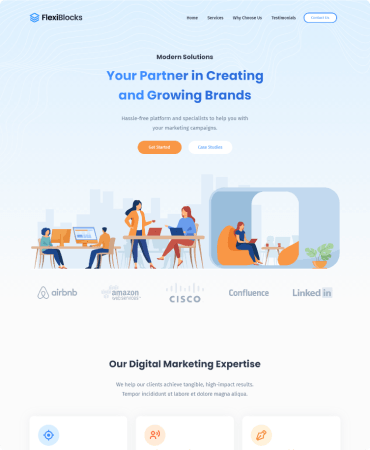 FlexiBlocks
Home Services Why Choose Us Testimonials Contact Us
Modern Solutions
Your Partner in Creating
and Growing Brands
Hassle-free platform and specialists to help you with
your marketing campaigns.
Get Started Case Studies
airbnb amazon webservices CISCO Confluence Linked in
Our Digital Marketing Expertise
We help our clients achieve tangible, high-impact results.
Tempor incididunt ut labore et dolore magna aliqua.